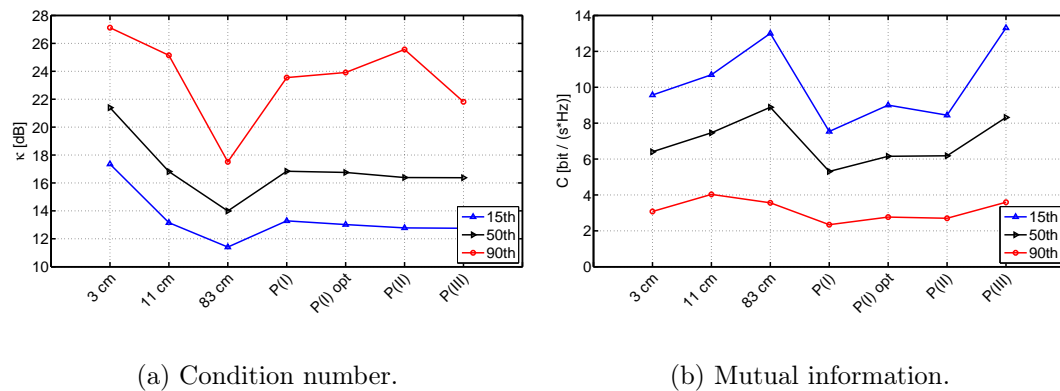 28
26
24
22
20
18
16
14
12
10
κ [dB]
3 cm
11 cm
83 cm
P(I)
P(I) opt
P(II)
P(III)
15th
50th
90th
14
12
10
8
6
4
2
0
C [bit / (s*Hz)]
3 cm
11 cm
83 cm
P(I)
P(I) opt
P(II)
P(III)
15th
50th
90th
(a) Condition number.
(b) Mutual information.